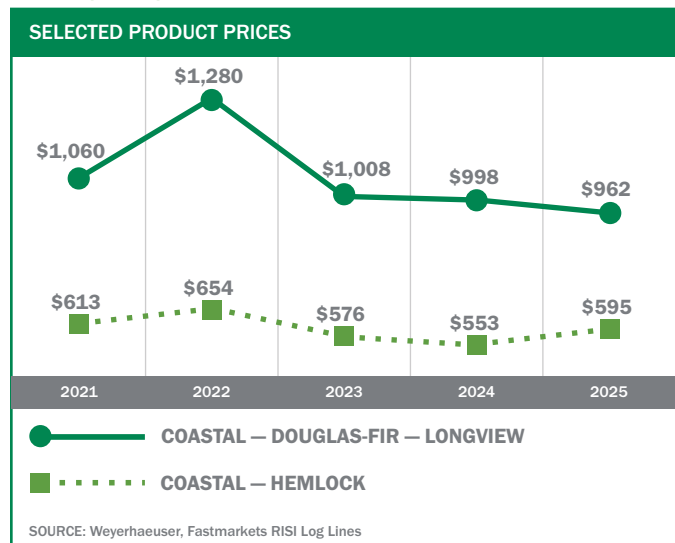 SELECTED PRODUCT PRICES
$1,280
$1,060
$1,008
$998
$962
$613
$654
$576
$553
$595
2021 2022 2023 2024 2025
COASTAL — DOUGLAS-FIR — LONGVIEW
COASTAL — HEMLOCK
SOURCE: Weyerhaeuser, Fastmarkets RISI Log Lines